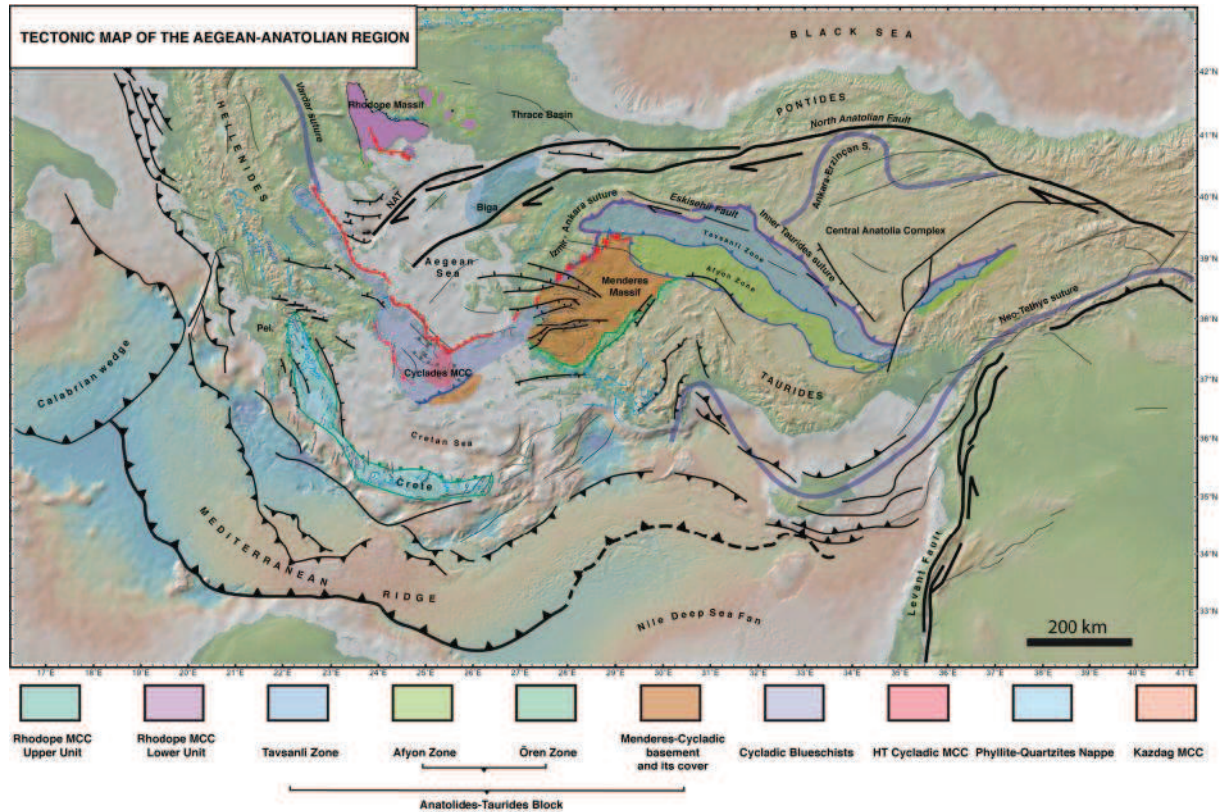 TECTONIC MAP OF THE AEGEAN-ANATOLIAN REGION
BLACK SEA
42°N
41°N
40°N
39°N
38°N
37°N
36°N
35°N
34°N
33°N
HELLENIDES
Vardar suture
Rhodope Massif
Thrace Basin
PONTIDES
North Anatolian Fault
Ankara-Erzinçan S.
NAT
Biga
Izmir- Ankara suture
Eskisehir Fault
Inner Taurides suture
Central Anatolia Complex
Tavsanli Zone
Afyon Zone
Aegean
Sea
Menderes
Massif
Neo-Tethys suture
Pel.
Calabrian wedge
Cyclades MCC
TAURIDES
Cretan Sea
Crete
MEDITERRANEAN
RIDGE
Nile Deep Sea Fan
Levant Fault
200 km
17°E 18°E 19°E 20°E 21°E 22°E 23°E 24°E 25°E 26°E 27°E 28°E 29°E 30°E 31°E 32°E 33°E 34°E 35°E 36°E 37°E 38°E 39°E 40°E 41°E
Rhodope MCC
Upper Unit
Rhodope MCC
Lower Unit
Tavsanli Zone
Afyon Zone
Ören Zone
Menderes-Cycladic
basement
and its cover
Cycladic Blueschists
HT Cycladic MCC
Phyllite-Quartzites Nappe
Kazdag MCC
Anatolides-Taurides Block